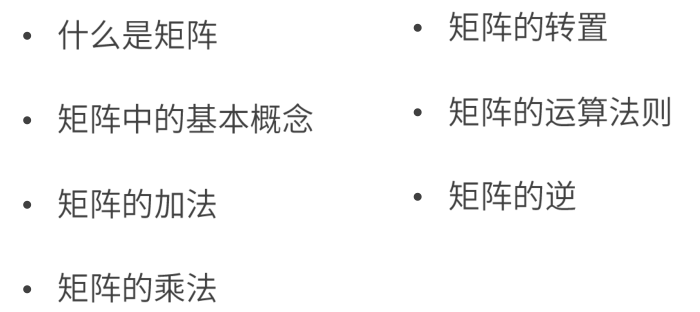 • 什么是矩阵
• 矩阵中的基本概念
• 矩阵的加法
• 矩阵的乘法
• 矩阵的转置
• 矩阵的运算法则
• 矩阵的逆